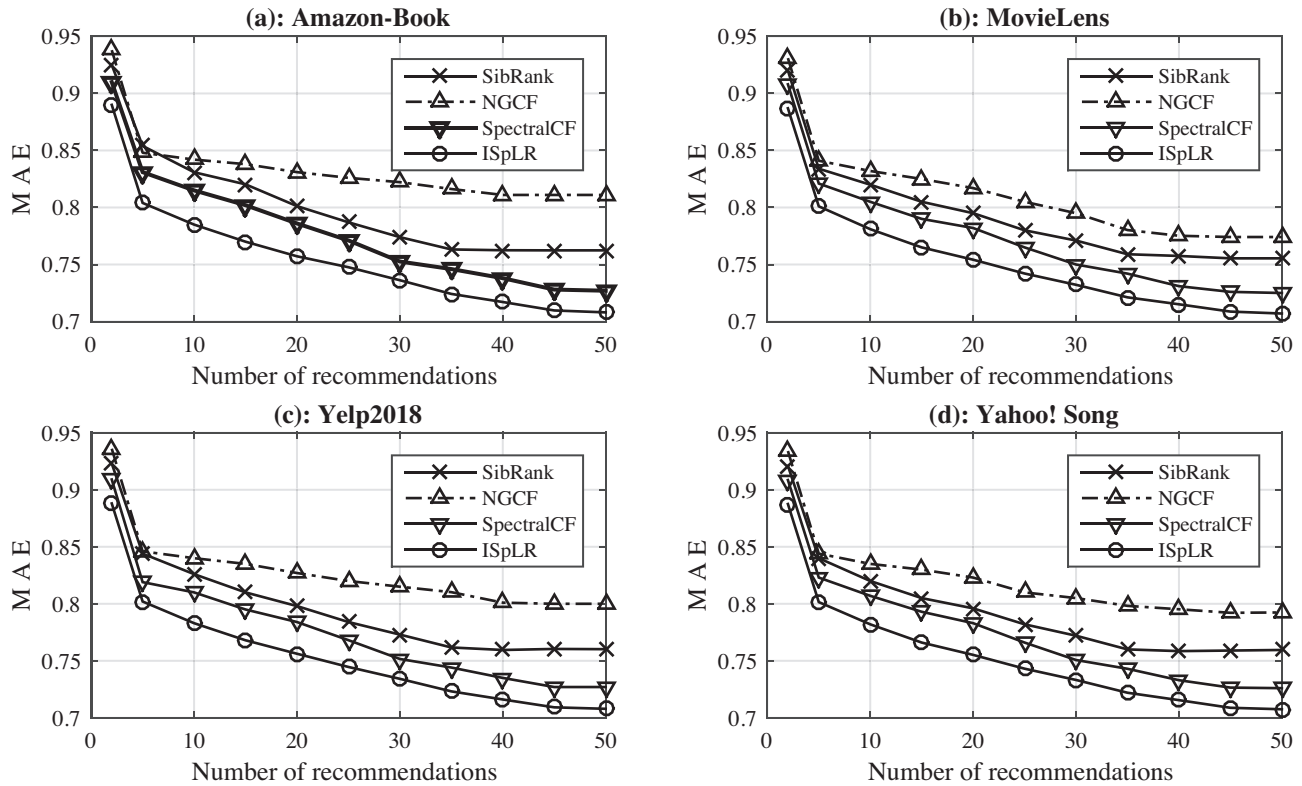 (a): Amazon-Book
0.95
0.9
0.85
0.8
0.75
0.7
M A E
SibRank
NGCF
SpectralCF
ISpLR
0 10 20 30 40 50
Number of recommendations
(b): MovieLens
0.95
0.9
0.85
0.8
0.75
0.7
M A E
SibRank
NGCF
SpectralCF
ISpLR
0 10 20 30 40 50
Number of recommendations
(c): Yelp2018
0.95
0.9
0.85
0.8
0.75
0.7
M A E
SibRank
NGCF
SpectralCF
ISpLR
0 10 20 30 40 50
Number of recommendations
(d): Yahoo! Song
0.95
0.9
0.85
0.8
0.75
0.7
M A E
SibRank
NGCF
SpectralCF
ISpLR
0 10 20 30 40 50
Number of recommendations